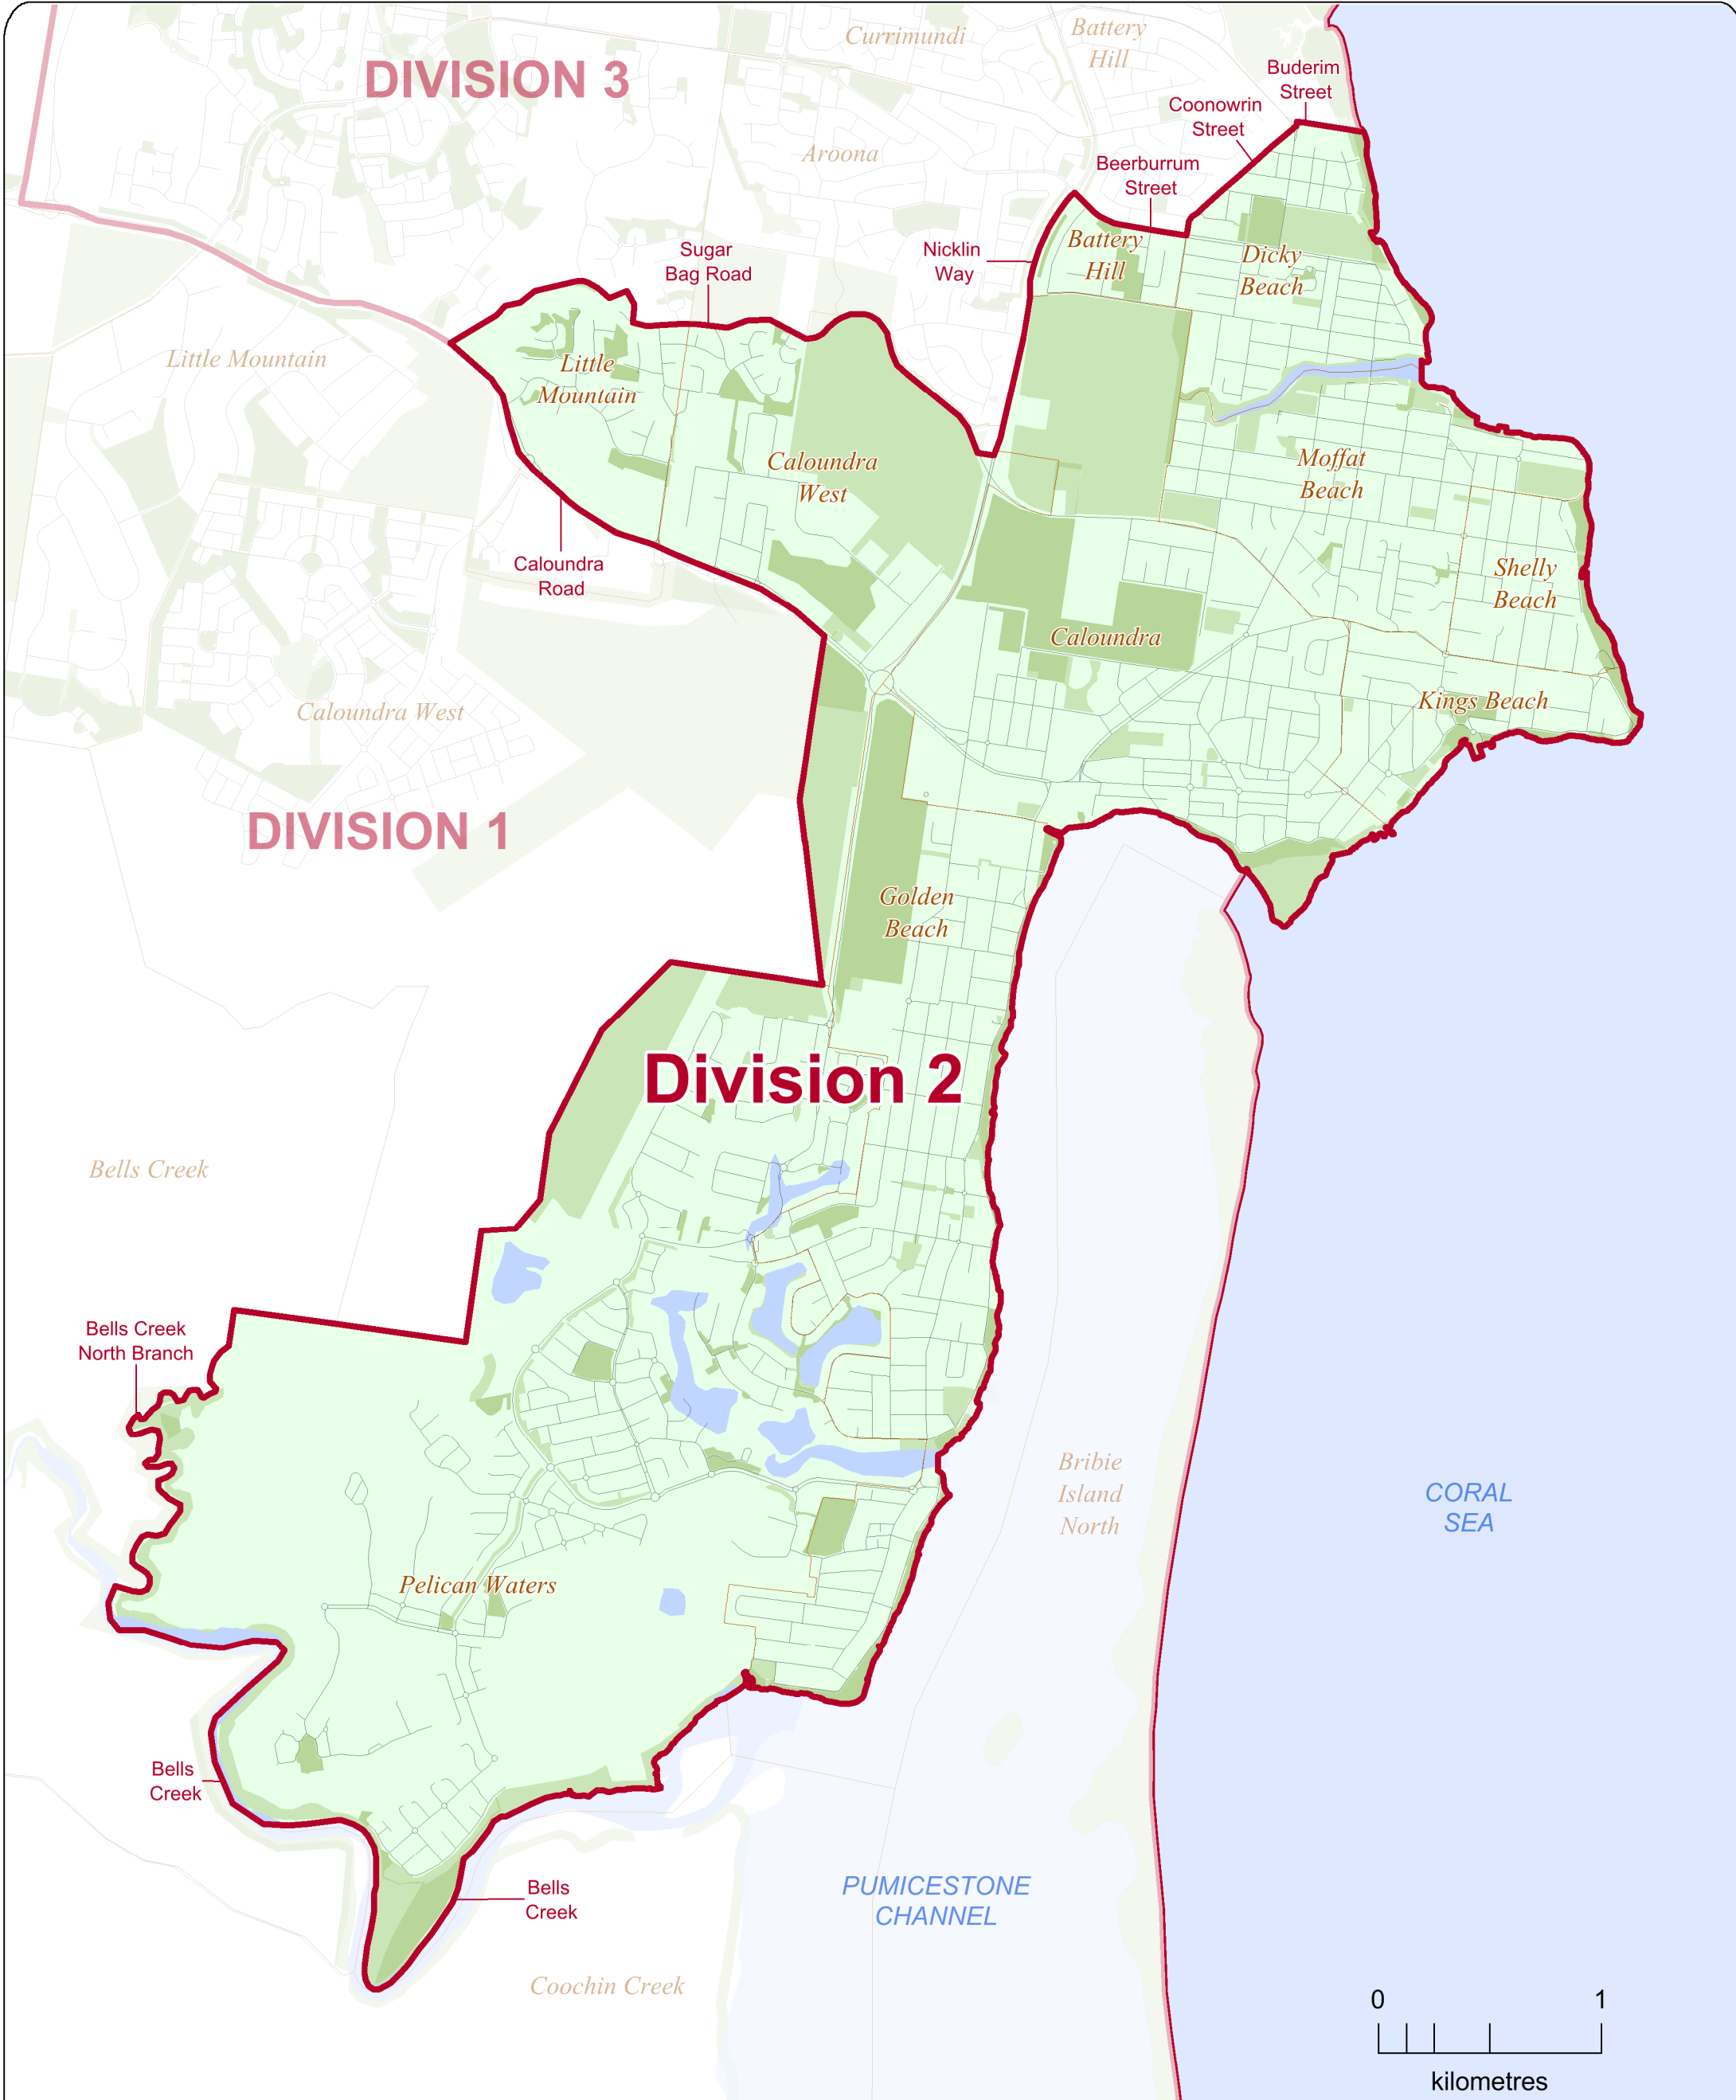 Currimundi
Battery
Hill
DIVISION 3
Buderim
Street
Coonowrin
Street
Aroona
Beerburrum
Street
Sugar
Bag Road
Nicklin
Way
Battery
Hill
Dicky
Beach
Little Mountain
Little
Mountain
Caloundra
West
Moffat
Beach
Caloundra
Road
Shelly
Beach
Caloundra
Kings Beach
Caloundra West
DIVISION 1
Golden
Beach
Division 2
Bells Creek
Bells Creek
North Branch
Bribie
Island
North
CORAL
SEA
Pelican Waters
Bells
Creek
Bells
Creek
PUMICESTONE
CHANNEL
Coochin Creek
0 1
kilometres